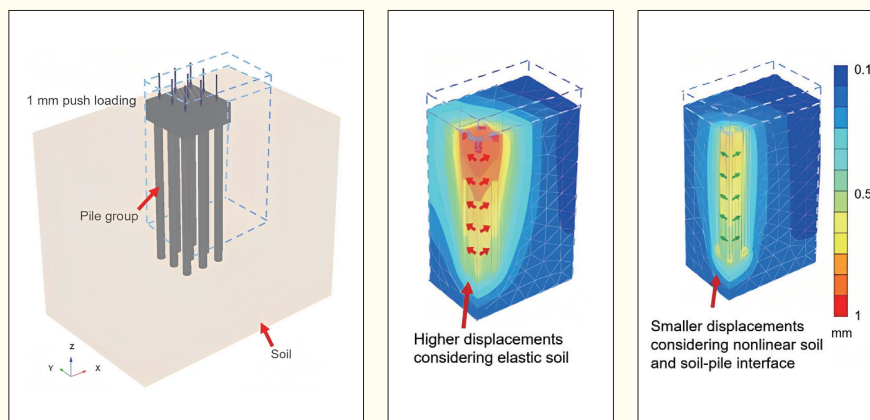 1 mm push loading
Pile group
Soil
Z
Y
X
Higher displacements
considering elastic soil
Smaller displacements
considering nonlinear soil
and soil-pile interface
0.1
0.5
1
mm